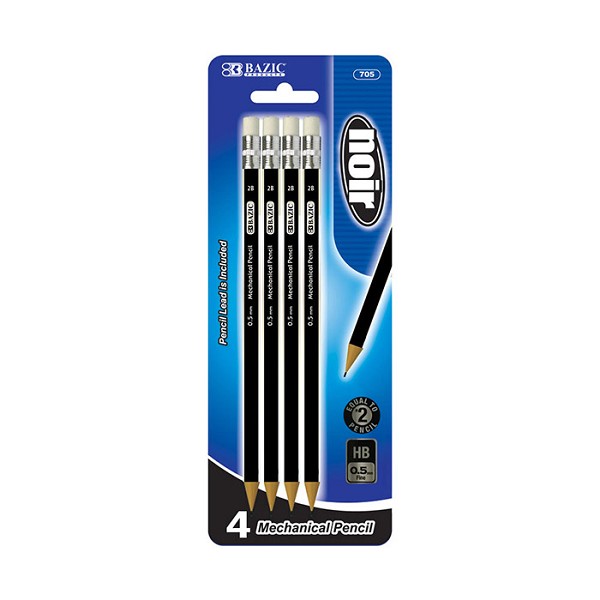 BAZIC
PRODUCTS
705
noir
2B
BAZIC
Mechanical Pencil
0.5 mm
2B
BAZIC
Mechanical Pencil
0.5 mm
2B
BAZIC
Mechanical Pencil
0.5 mm
2B
BAZIC
Mechanical Pencil
0.5 mm
Pencil Lead is Included
EQUAL TO
2
PENCIL
HB
0.5mm
Fine
4 Mechanical Pencil